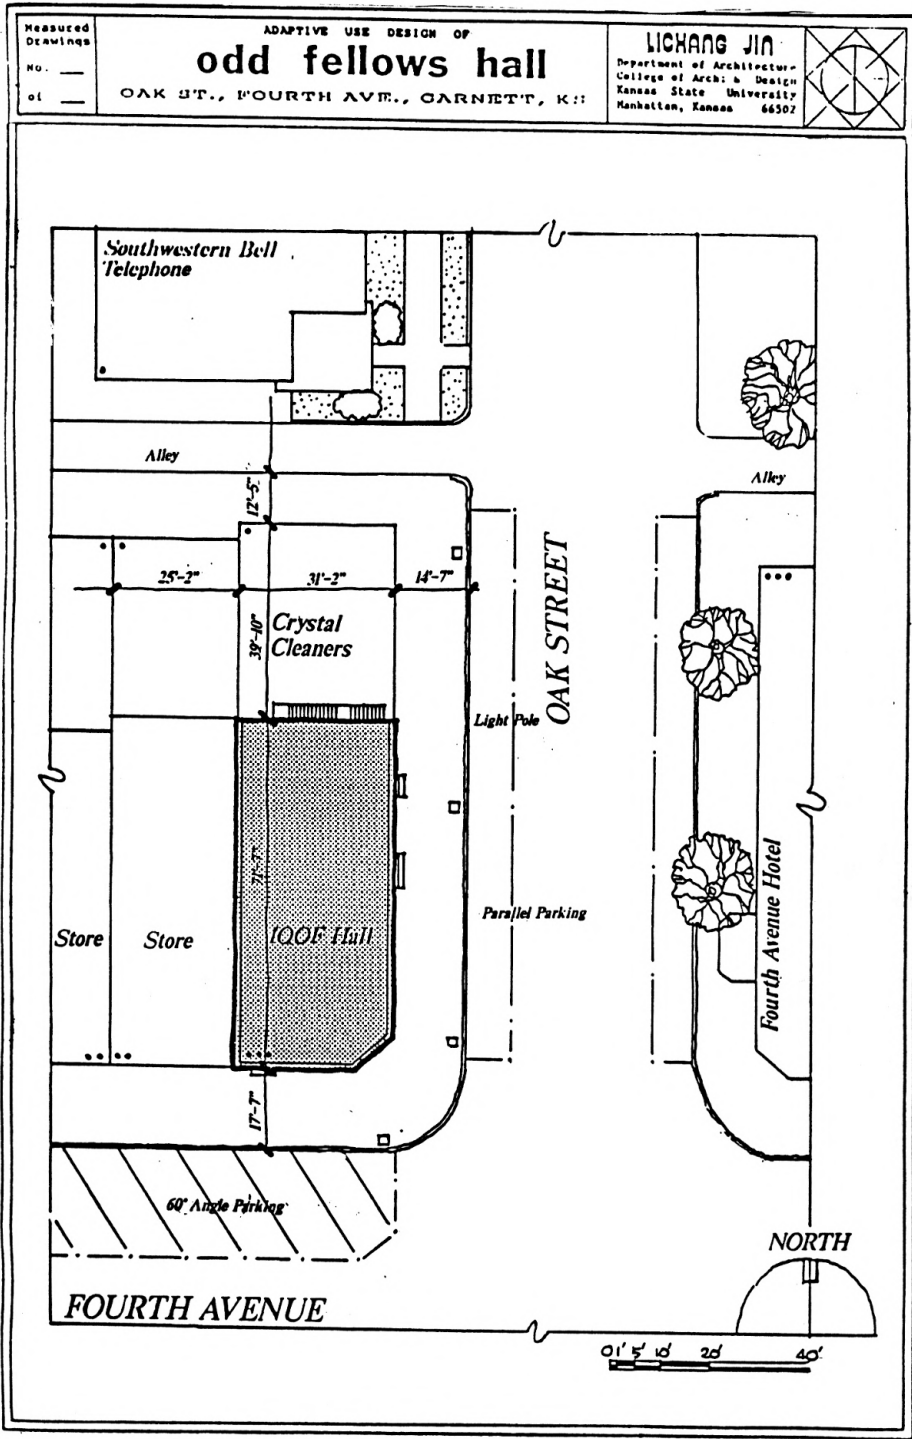 Measured
Drawings
No. __
of __
ADAPTIVE USE DESIGN OF
odd fellows hall
OAK ST., FOURTH AVE., GARNETT, KS
LICHANG JIN
Department of Architecture
College of Arch: & Design
Kansas State University
Manhattan, Kansas 66502
Southwestern Bell
Telephone
Alley
Alley
12'-5"
25'-2"
31'-2"
14'-7"
39'-10"
Crystal
Cleaners
OAK STREET
Light Pole
71'-7"
Parallel Parking
Store
Store
IOOF Hall
Fourth Avenue Hotel
17'-7"
60° Angle Parking
NORTH
FOURTH AVENUE
0 1' 5' 10' 20' 40'